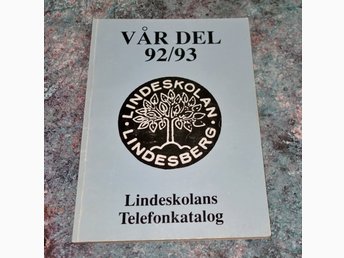 VÅR DEL
92/93
LINDESKOLAN
· LINDESBERG ·
Lindeskolans
Telefonkatalog